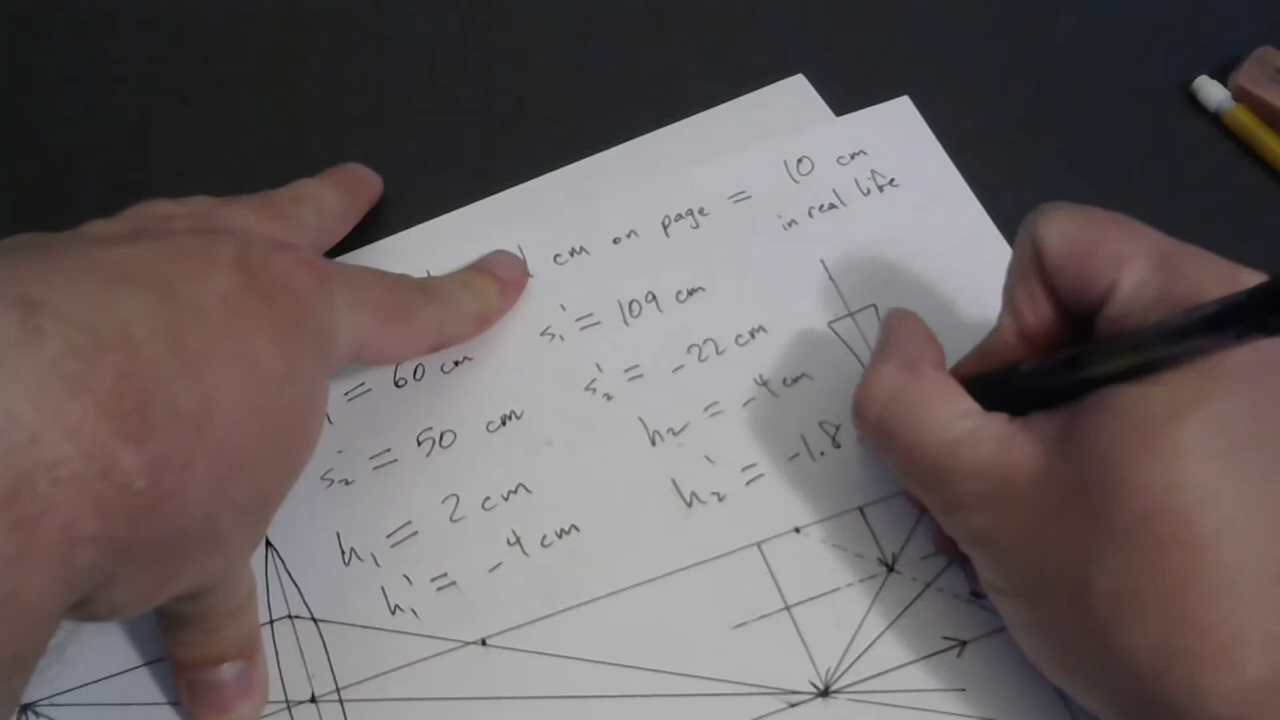 1 cm on page = 10 cm
in real life
= 60 cm
s₁' = 109 cm
s₂ = 50 cm
s₂' = -22 cm
h₁ = 2 cm
h₂ = -4 cm
h₁' = -4 cm
h₂' = -1.8